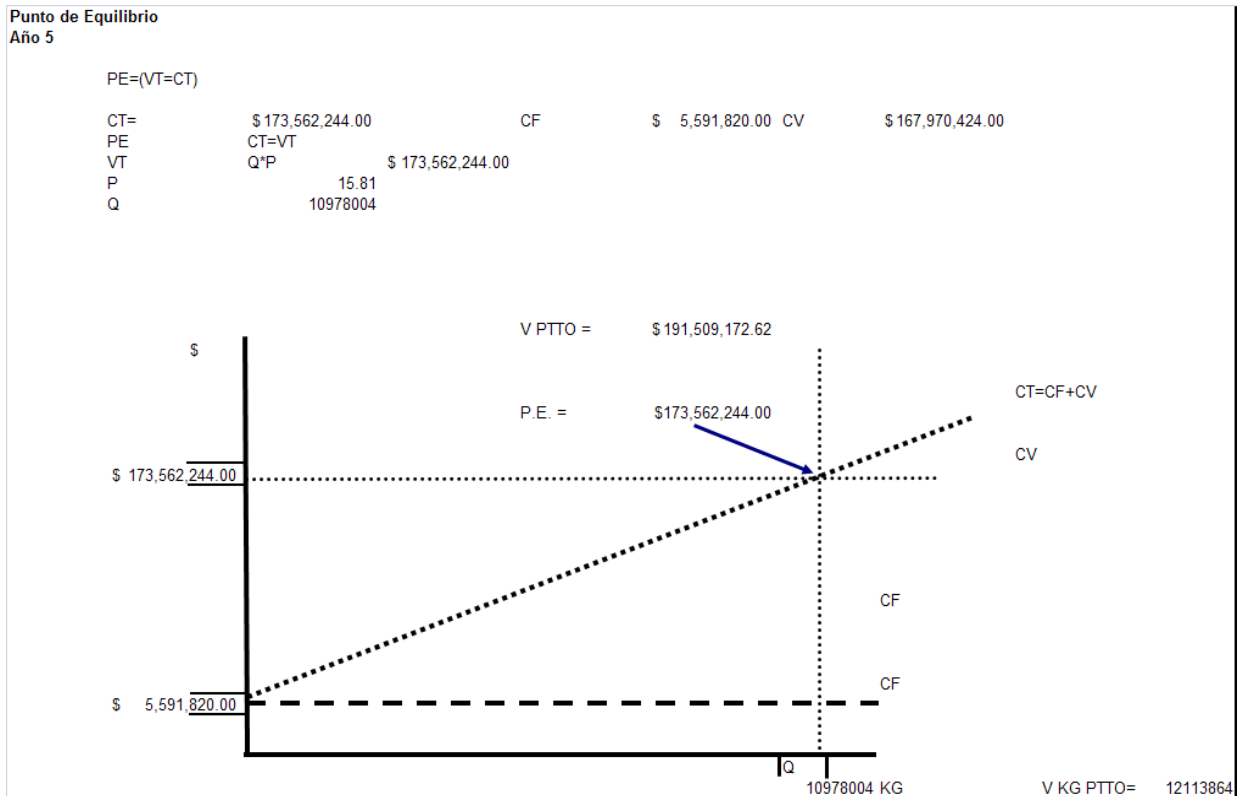 Punto de Equilibrio
Año 5
PE=(VT=CT)
CT= $ 173,562,244.00 CF $ 5,591,820.00 CV $ 167,970,424.00
PE CT=VT
VT Q*P $ 173,562,244.00
P 15.81
Q 10978004
V PTTO = $ 191,509,172.62
$
CT=CF+CV
P.E. = $173,562,244.00
CV
$ 173,562,244.00
CF
CF
$ 5,591,820.00
Q
10978004 KG V KG PTTO= 12113864